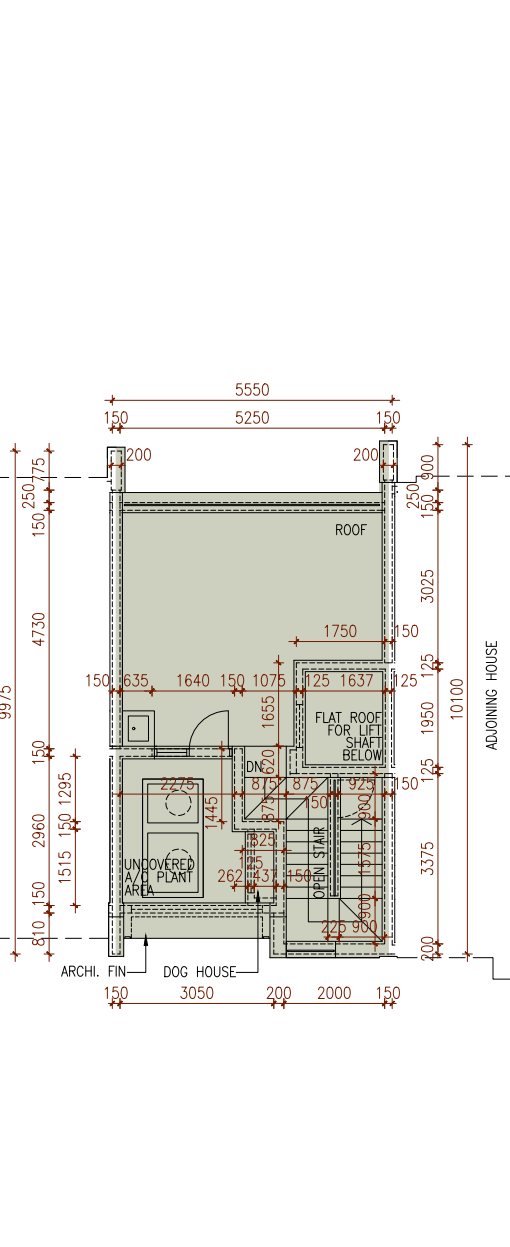 5550
150 5250 150
200 200
775
250
150
900
250
150
ROOF
3025
4730
1750 150
125
150 635 1640 150 1075 125 1637 125
1655
1950
9975
10100
ADJOINING HOUSE
FLAT ROOF
FOR LIFT
SHAFT
BELOW
150
620
DN
125
2275 875 875 925 150
150
1295
1445
875
900
150
2960
825
125
1515
1575
3375
OPEN STAIR
UNCOVERED
A/C PLANT
AREA
262 437 150
150
900
810
225 900
200
ARCHI. FIN DOG HOUSE
150 3050 200 2000 150